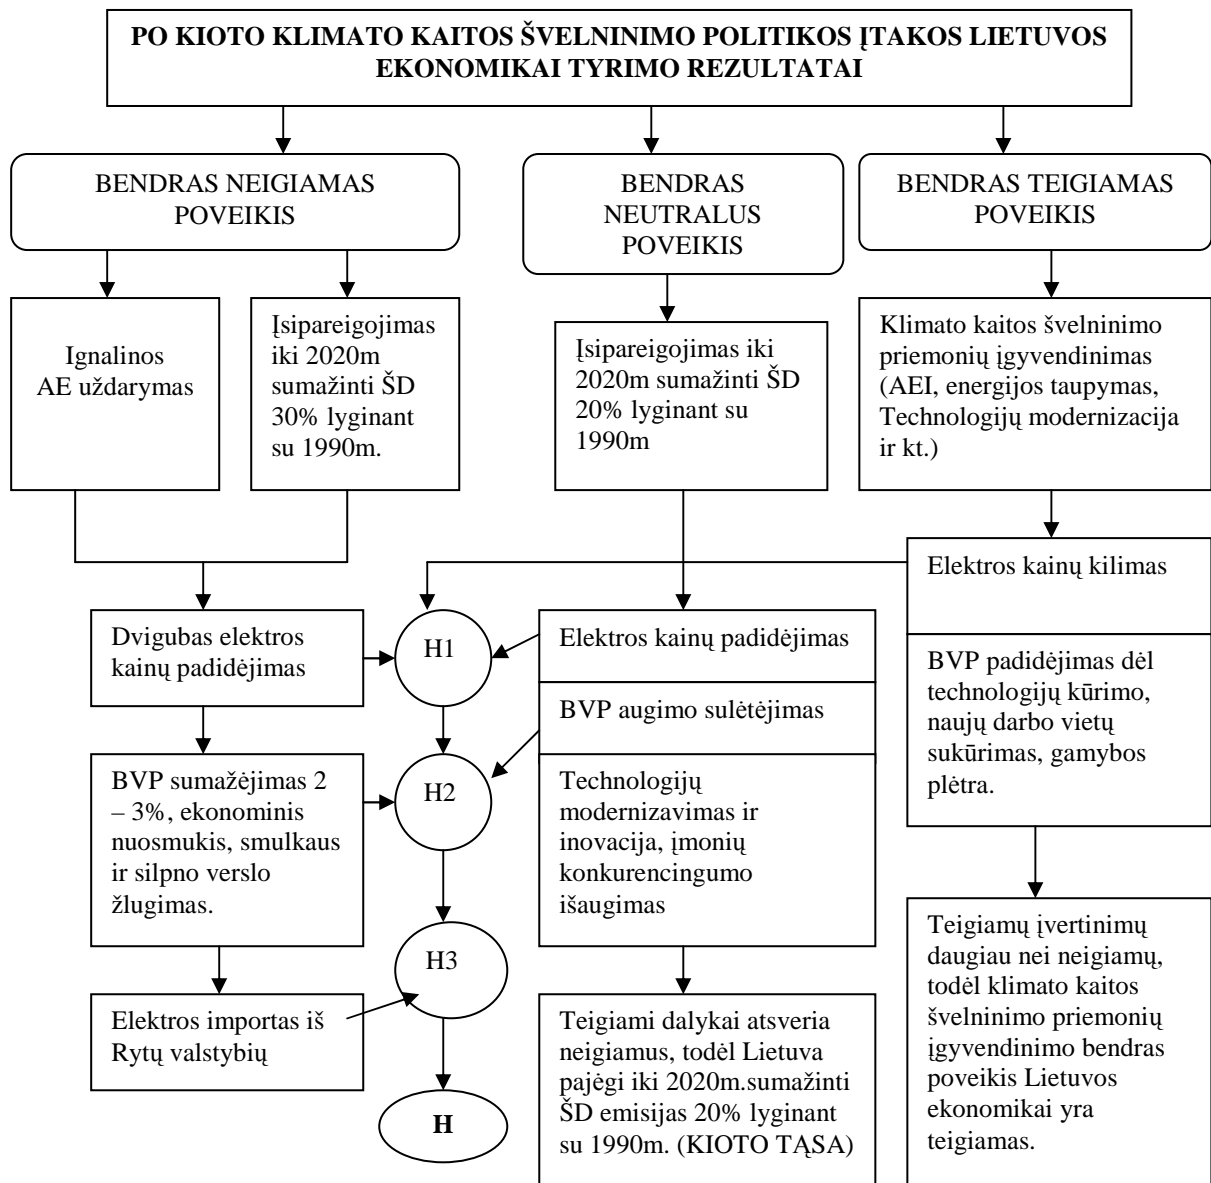 PO KIOTO KLIMATO KAITOS ŠVELNINIMO POLITIKOS ĮTAKOS LIETUVOS
EKONOMIKAI TYRIMO REZULTATAI
BENDRAS NEIGIAMAS
POVEIKIS
BENDRAS
NEUTRALUS
POVEIKIS
BENDRAS TEIGIAMAS
POVEIKIS
Ignalinos
AE uždarymas
Įsipareigojimas
iki 2020m
sumažinti ŠD
30% lyginant
su 1990m.
Įsipareigojimas iki
2020m sumažinti ŠD
20% lyginant su
1990m
Klimato kaitos švelninimo
priemonių įgyvendinimas
(AEI, energijos taupymas,
Technologijų modernizacija
ir kt.)
Dvigubas elektros
kainų padidėjimas
H1
Elektros kainų padidėjimas
Elektros kainų kilimas
BVP sumažėjimas 2
– 3%, ekonominis
nuosmukis, smulkaus
ir silpno verslo
žlugimas.
H2
BVP augimo sulėtėjimas
Technologijų
modernizavimas ir
inovacija, įmonių
konkurencingumo
išaugimas
BVP padidėjimas dėl
technologijų kūrimo,
naujų darbo vietų
sukūrimas, gamybos
plėtra.
Elektros importas iš
Rytų valstybių
H3
H
Teigiami dalykai atsveria
neigiamus, todėl Lietuva
pajėgi iki 2020m.sumažinti
ŠD emisijas 20% lyginant
su 1990m. (KIOTO TĄSA)
Teigiamų įvertinimų
daugiau nei neigiamų,
todėl klimato kaitos
švelninimo priemonių
įgyvendinimo bendras
poveikis Lietuvos
ekonomikai yra
teigiamas.